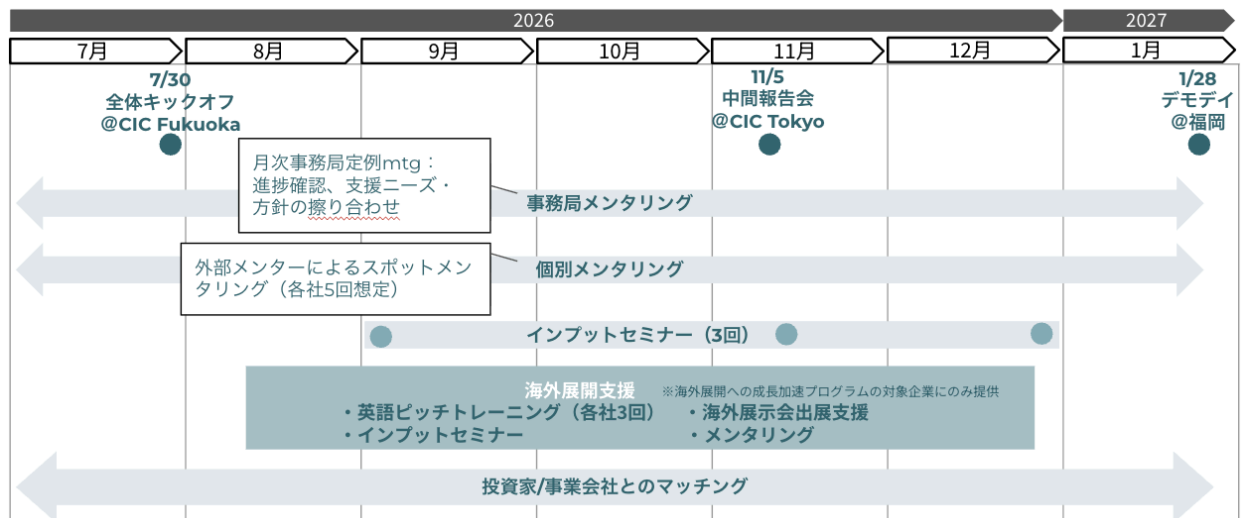 2026
2027
7月
8月
9月
10月
11月
12月
1月
7/30
全体キックオフ
@CIC Fukuoka
11/5
中間報告会
@CIC Tokyo
1/28
デモデイ
@福岡
月次事務局定例mtg：
進捗確認、支援ニーズ・
方針の擦り合わせ
事務局メンタリング
外部メンターによるスポットメン
タリング（各社5回想定）
個別メンタリング
インプットセミナー（3回）
海外展開支援
※海外展開への成長加速プログラムの対象企業にのみ提供
・英語ピッチトレーニング（各社3回）
・海外展示会出展支援
・インプットセミナー
・メンタリング
投資家/事業会社とのマッチング